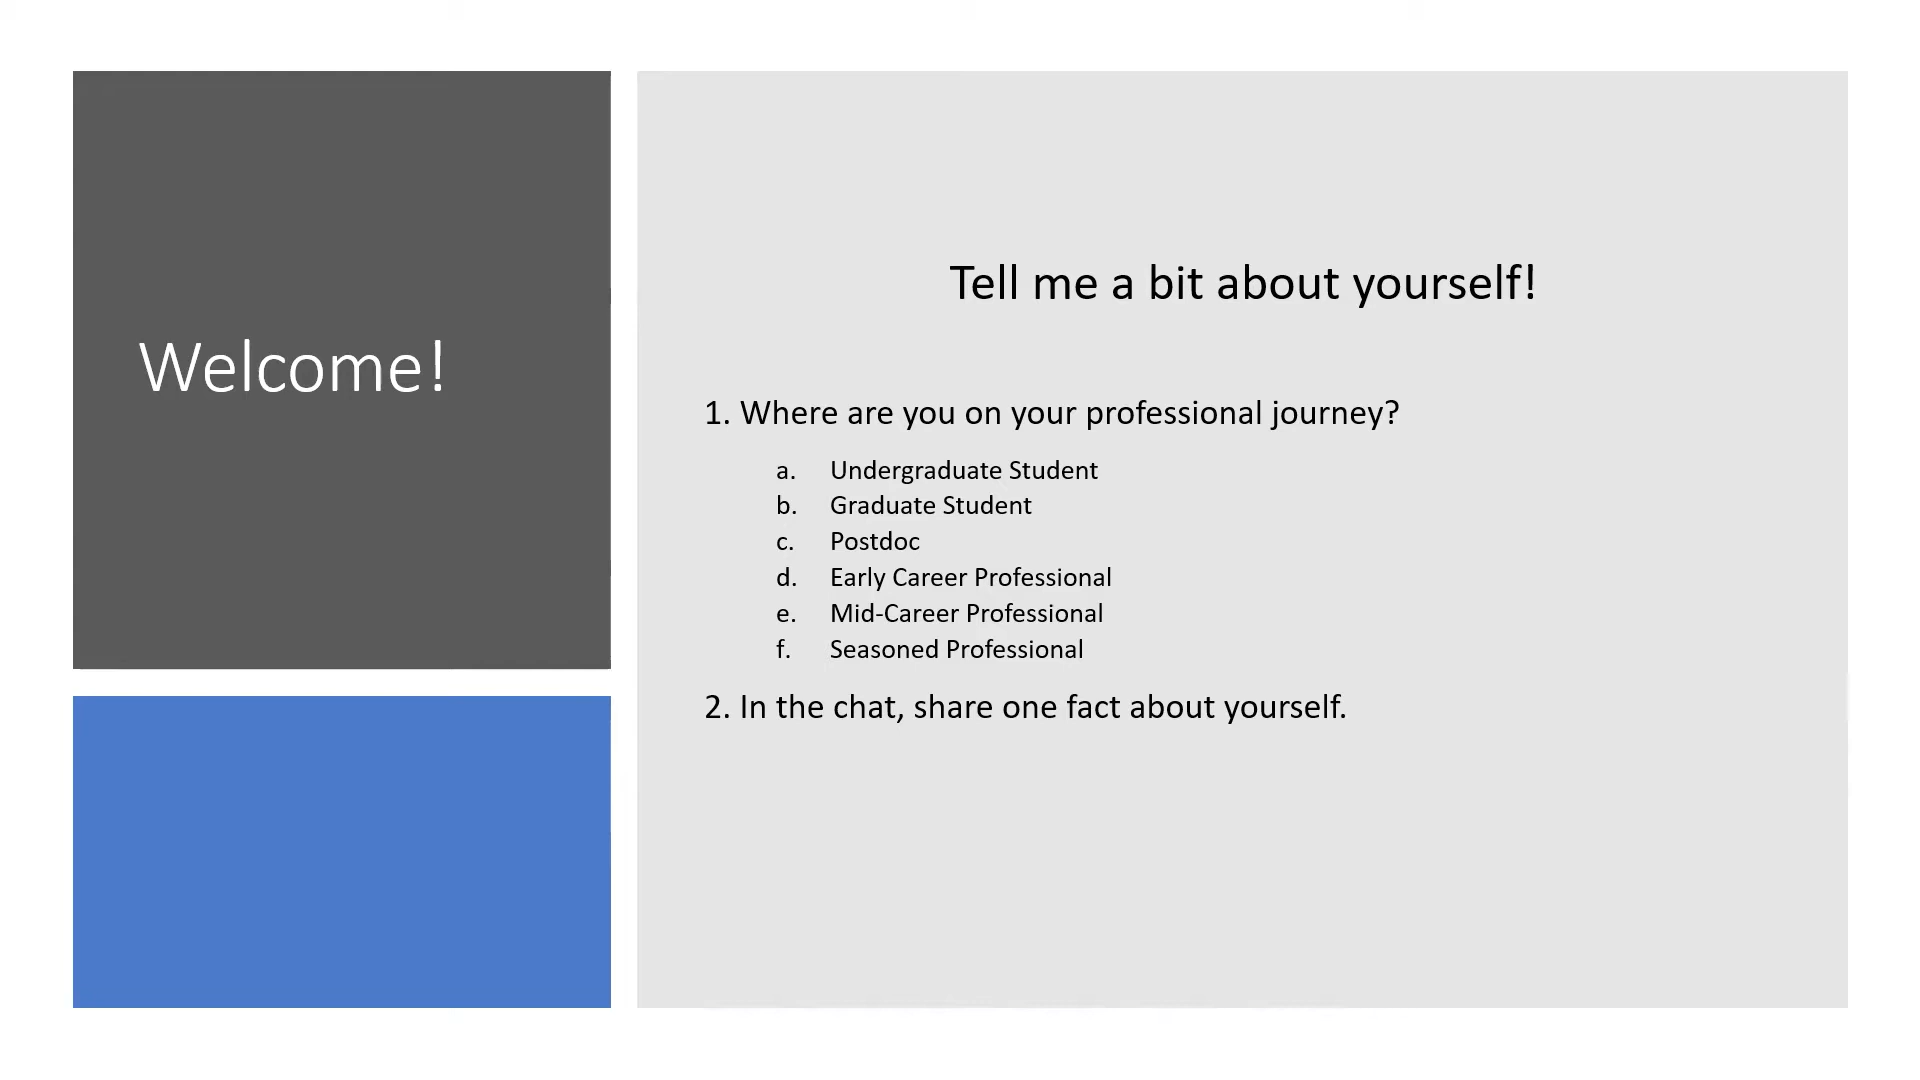 Welcome!
Tell me a bit about yourself!
1. Where are you on your professional journey?
a. Undergraduate Student
b. Graduate Student
c. Postdoc
d. Early Career Professional
e. Mid-Career Professional
f. Seasoned Professional
2. In the chat, share one fact about yourself.